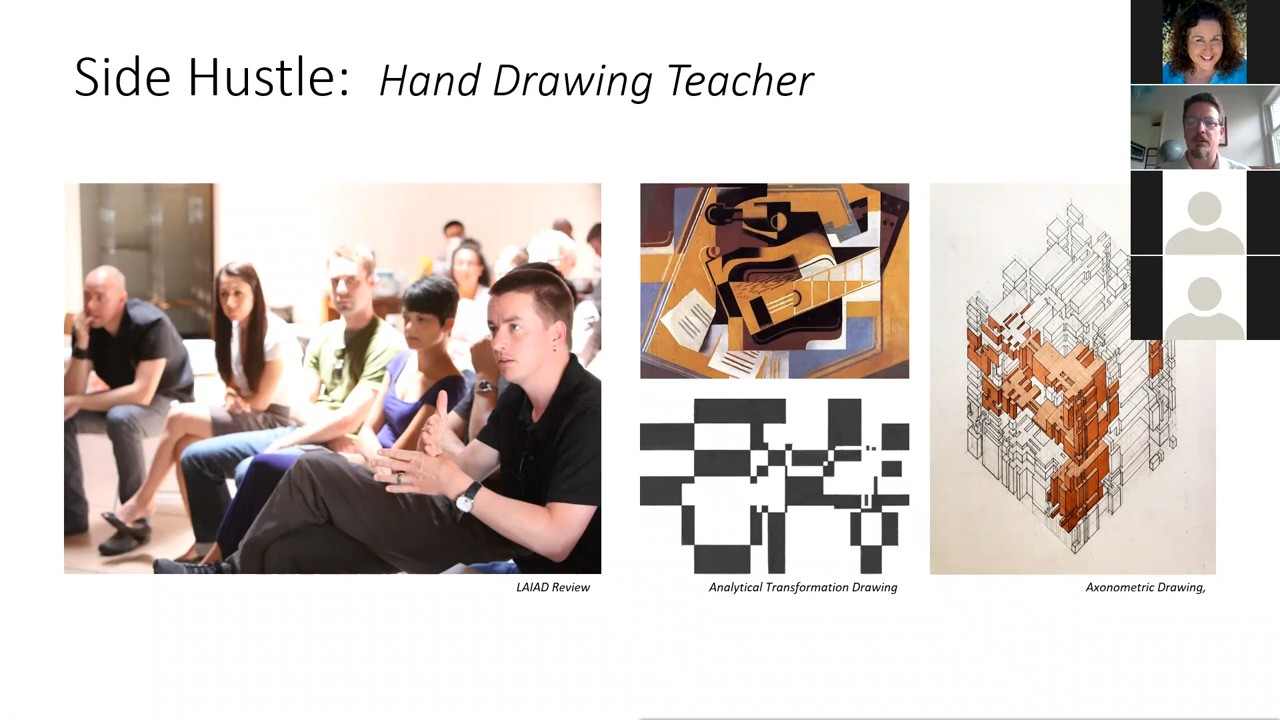 Side Hustle: Hand Drawing Teacher
LAIAD Review
Analytical Transformation Drawing
Axonometric Drawing,